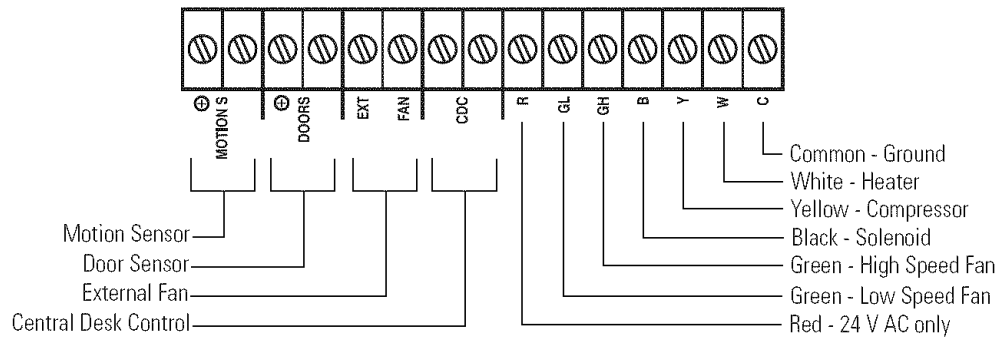 ⊕
MOTION S
⊕
DOORS
EXT
FAN
CDC
R
GL
GH
B
Y
W
C
Common - Ground
White - Heater
Yellow - Compressor
Black - Solenoid
Green - High Speed Fan
Green - Low Speed Fan
Red - 24 V AC only
Motion Sensor
Door Sensor
External Fan
Central Desk Control